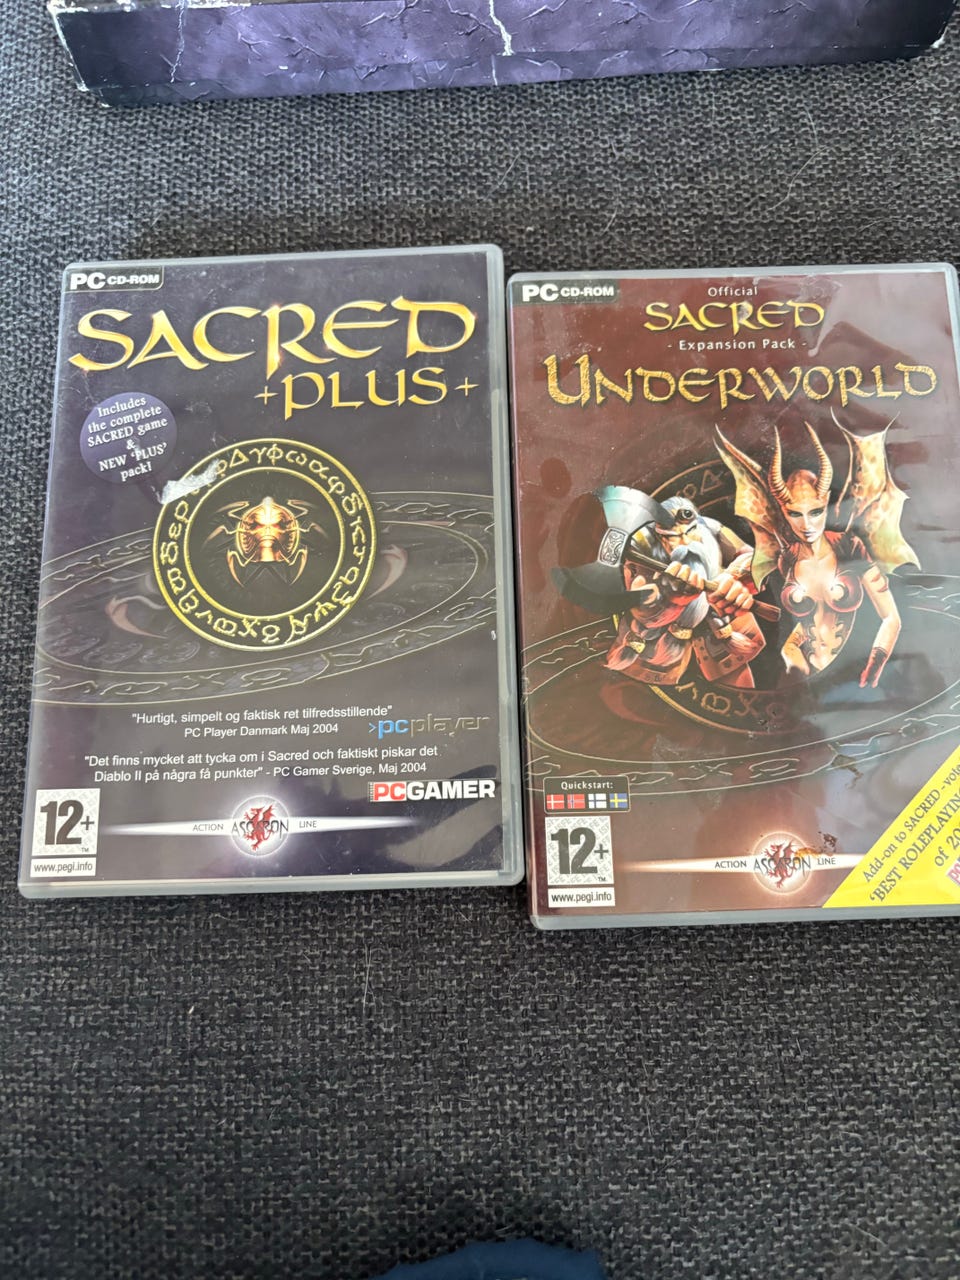 PC CD-ROM
SACRED
+PLUS+
Includes
the complete
SACRED game
&
NEW 'PLUS'
pack!
"Hurtigt, simpelt og faktisk ret tilfredsstillende"
PC Player Danmark Maj 2004
>pcplayer
"Det finns mycket att tycka om i Sacred och faktiskt piskar det
Diablo II på några få punkter" - PC Gamer Sverige, Maj 2004
PCGAMER
12+
TM
www.pegi.info
ACTION ASCARON LINE
PC CD-ROM
Official
SACRED
- Expansion Pack -
UNDERWORLD
Quickstart:
12+
TM
www.pegi.info
ACTION ASCARON LINE
Add-on to SACRED
'BEST ROLEPLAYING
of